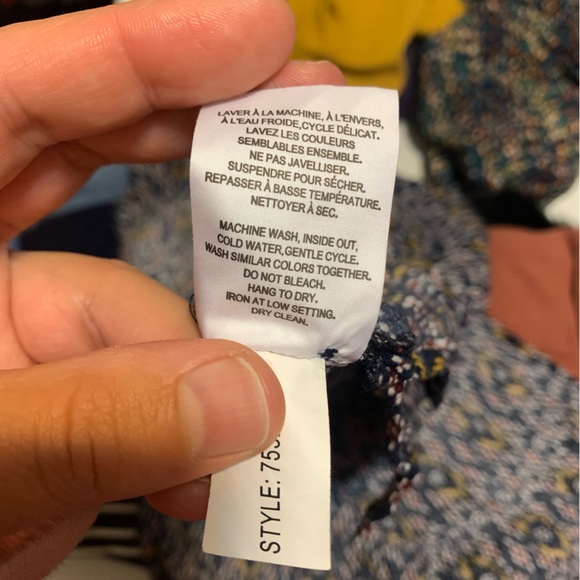 LAVER À LA MACHINE, À L'ENVERS,
À L'EAU FROIDE,CYCLE DÉLICAT.
LAVEZ LES COULEURS
SEMBLABLES ENSEMBLE.
NE PAS JAVELLISER.
SUSPENDRE POUR SÉCHER.
REPASSER À BASSE TEMPÉRATURE.
NETTOYER À SEC.
MACHINE WASH, INSIDE OUT,
COLD WATER, GENTLE CYCLE.
WASH SIMILAR COLORS TOGETHER.
DO NOT BLEACH.
HANG TO DRY.
IRON AT LOW SETTING.
DRY CLEAN.
STYLE: 75